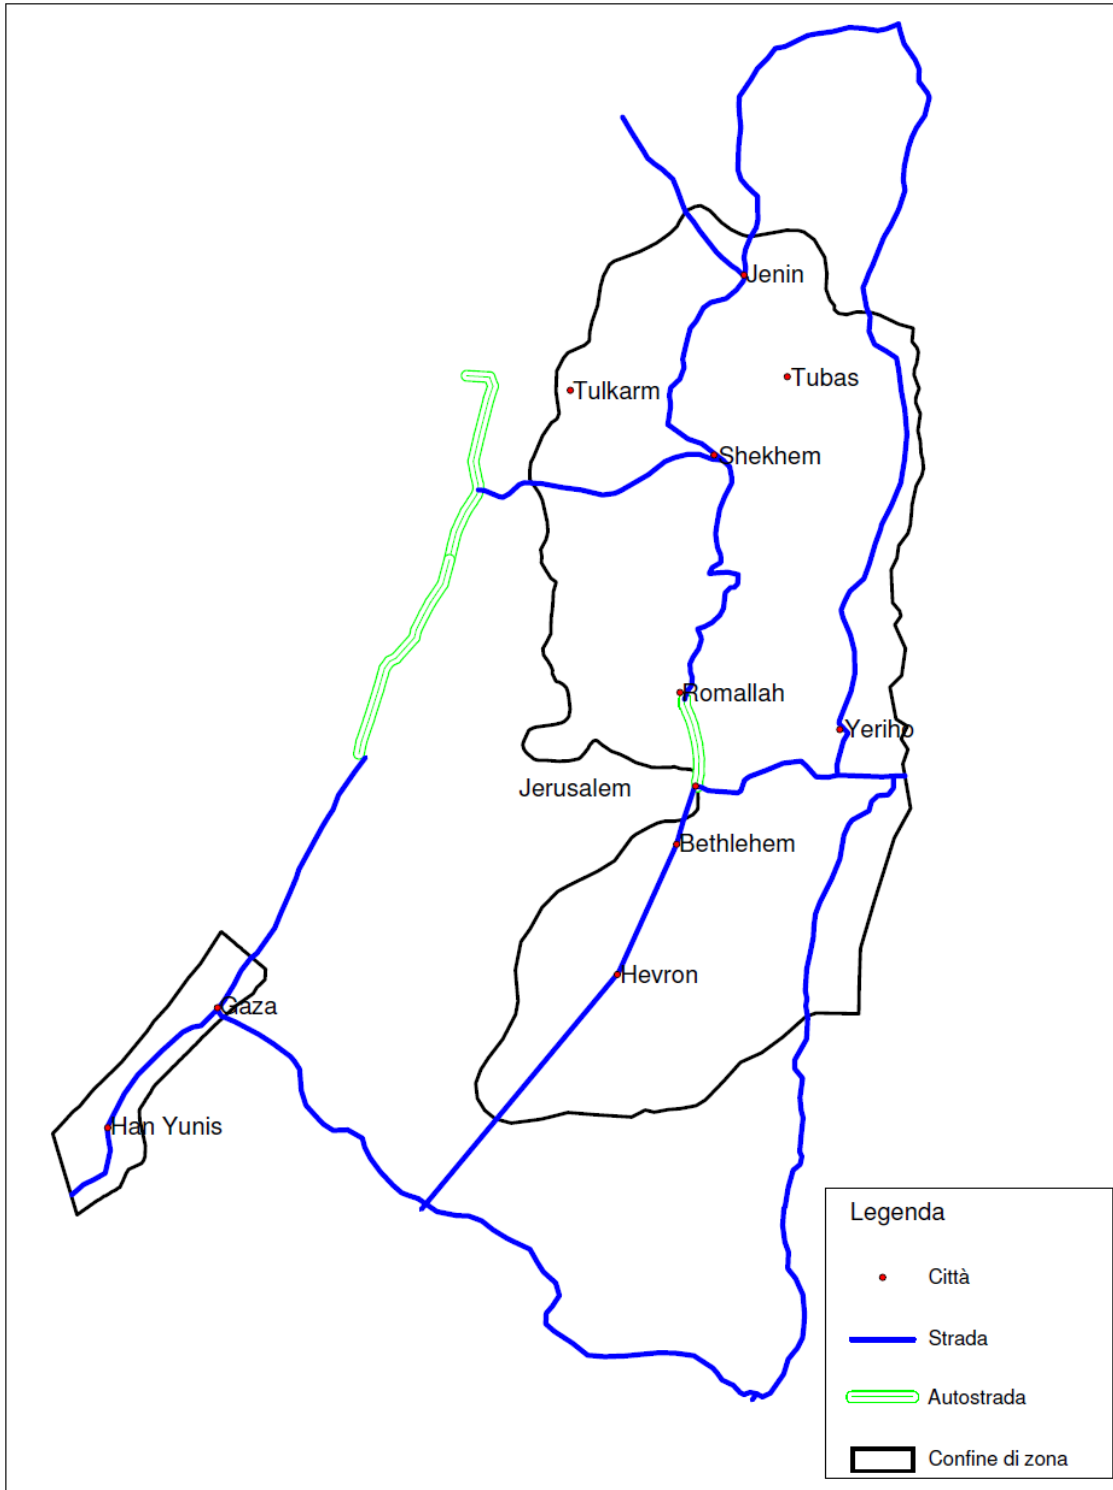 Jenin
Tubas
Tulkarm
Shekhem
Romallah
Yeriho
Jerusalem
Bethlehem
Hevron
Gaza
Han Yunis
Legenda
Città
Strada
Autostrada
Confine di zona